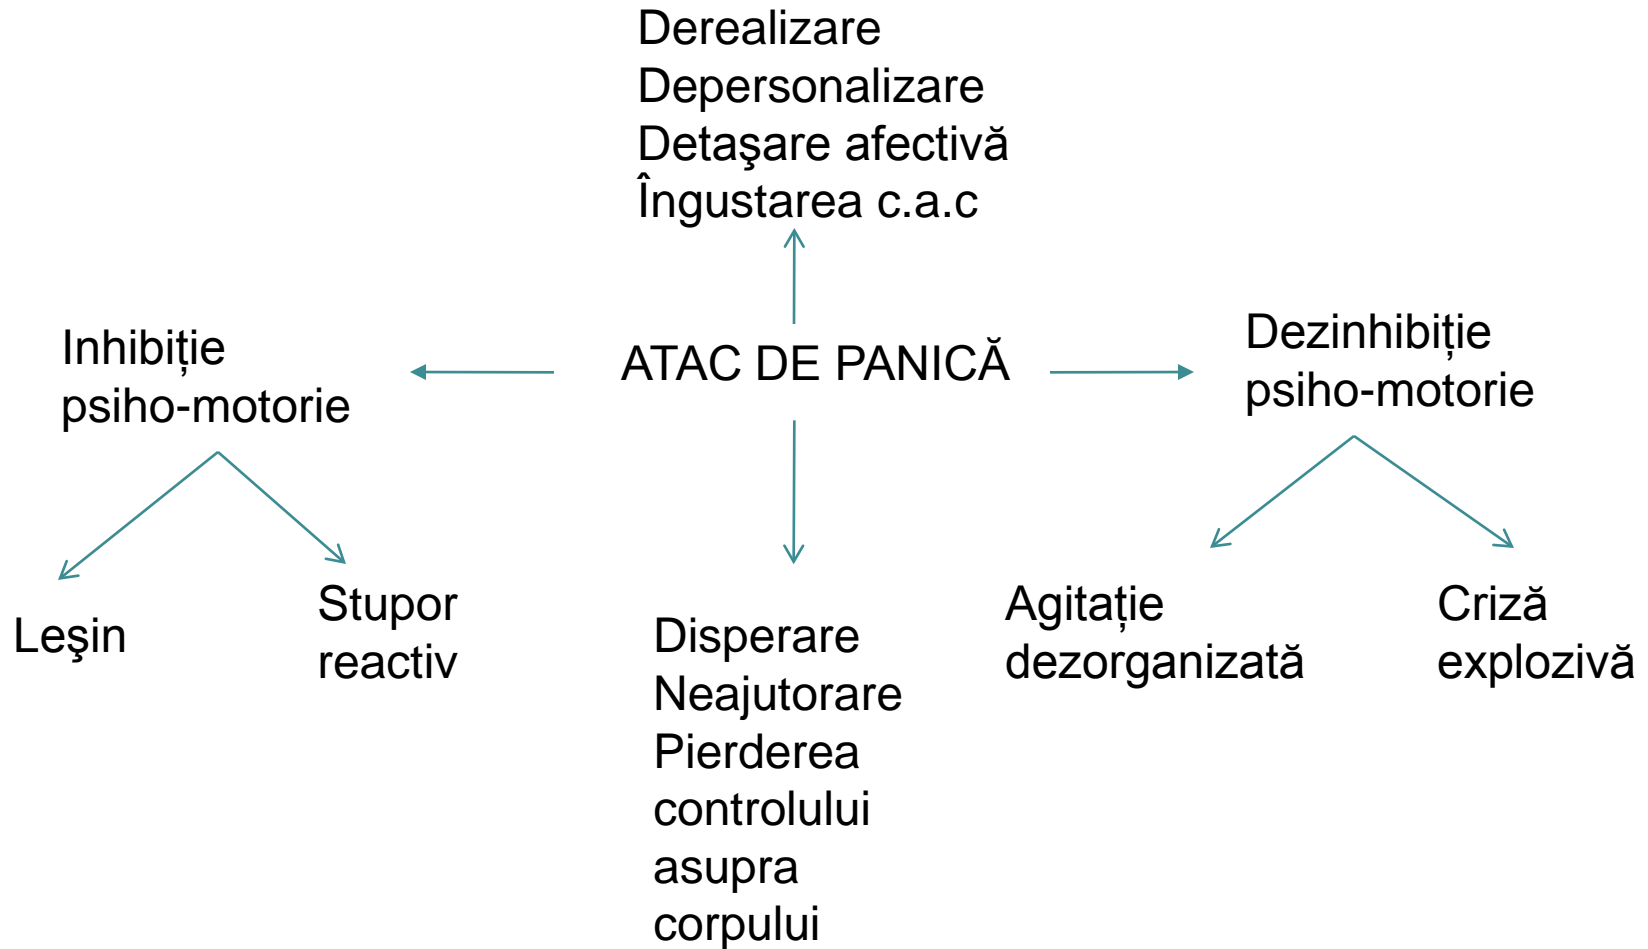 Derealizare
Depersonalizare
Detaşare afectivă
Îngustarea c.a.c
Inhibiție
psiho-motorie
ATAC DE PANICĂ
Dezinhibiție
psiho-motorie
Leşin
Stupor
reactiv
Disperare
Neajutorare
Pierderea
controlului
asupra
corpului
Agitație
dezorganizată
Criză
explozivă